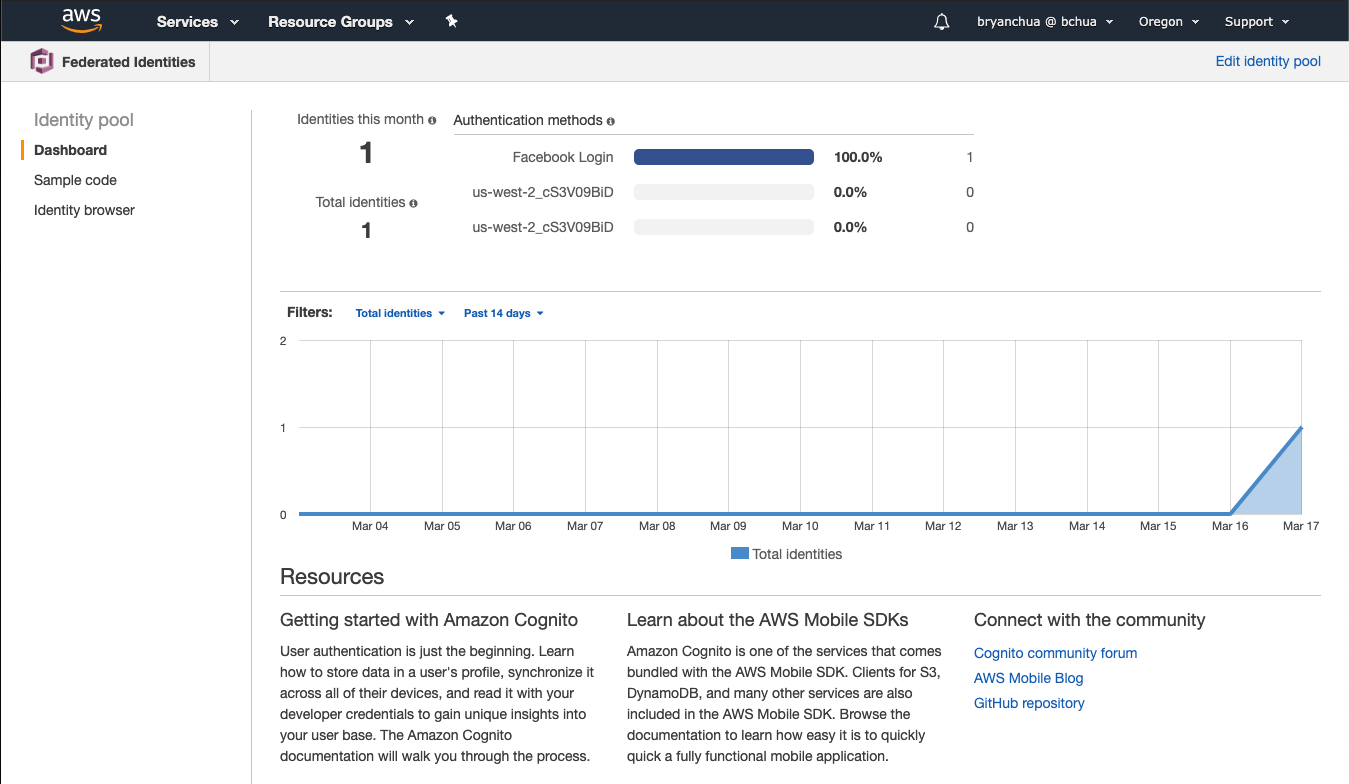 aws Services Resource Groups bryanchua @ bchua Oregon Support
Federated Identities Edit identity pool
Identity pool
Dashboard
Sample code
Identity browser
Identities this month
1
Total identities
1
Authentication methods
Facebook Login 100.0% 1
us-west-2_cS3V09BiD 0.0% 0
us-west-2_cS3V09BiD 0.0% 0
Filters: Total identities Past 14 days
2
1
0
Mar 04 Mar 05 Mar 06 Mar 07 Mar 08 Mar 09 Mar 10 Mar 11 Mar 12 Mar 13 Mar 14 Mar 15 Mar 16 Mar 17
Total identities
Resources
Getting started with Amazon Cognito
User authentication is just the beginning. Learn
how to store data in a user's profile, synchronize it
across all of their devices, and read it with your
developer credentials to gain unique insights into
your user base. The Amazon Cognito
documentation will walk you through the process.
Learn about the AWS Mobile SDKs
Amazon Cognito is one of the services that comes
bundled with the AWS Mobile SDK. Clients for S3,
DynamoDB, and many other services are also
included in the AWS Mobile SDK. Browse the
documentation to learn how easy it is to quickly
quick a fully functional mobile application.
Connect with the community
Cognito community forum
AWS Mobile Blog
GitHub repository